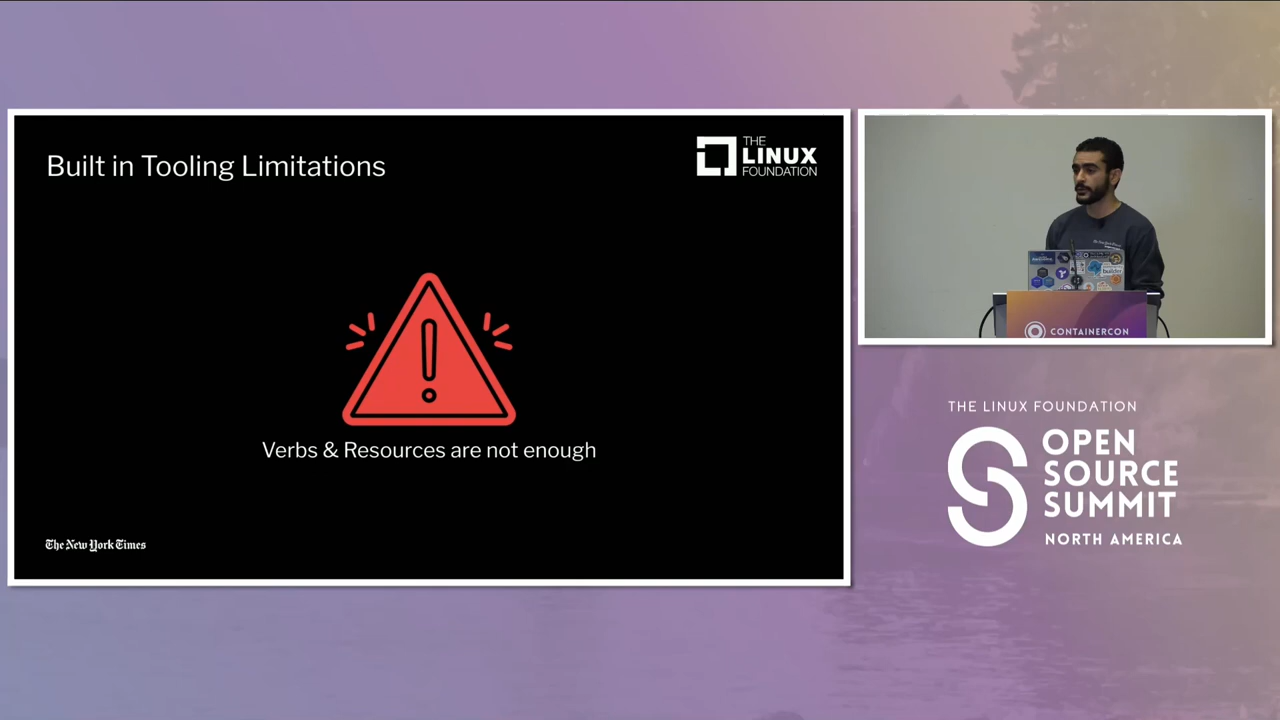 Built in Tooling Limitations
THE
LINUX
FOUNDATION
Verbs & Resources are not enough
The New York Times
CONTAINERCON
THE LINUX FOUNDATION
OPEN
SOURCE
SUMMIT
NORTH AMERICA